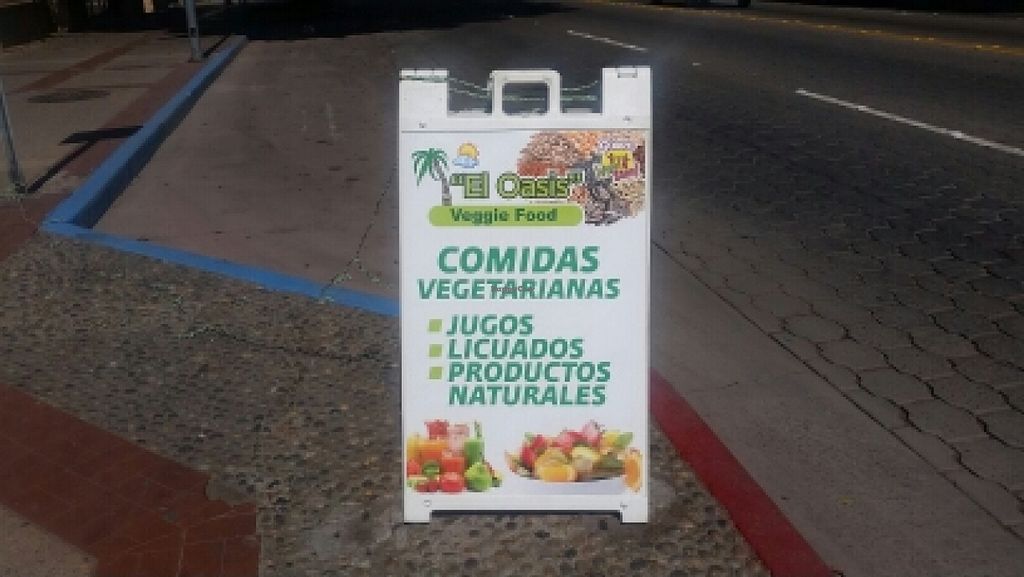 "El Oasis"
Veggie Food
COMIDAS
VEGETARIANAS
JUGOS
LICUADOS
PRODUCTOS
NATURALES